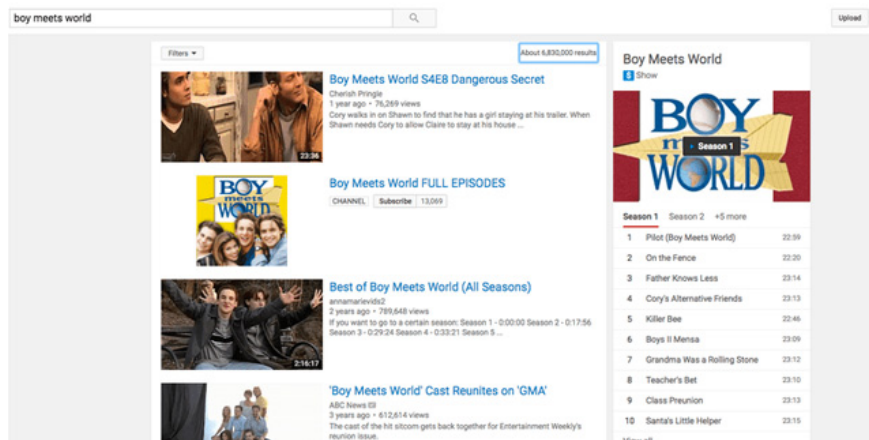 boy meets world
Upload
Filters
About 6,830,000 results
Boy Meets World S4E8 Dangerous Secret
Cherish Pringle
1 year ago • 76,269 views
Cory walks in on Shawn to find that he has a girl staying at his trailer. When
Shawn needs Cory to allow Claire to stay at his house ...
23:36
BOY
meets
WORLD
Boy Meets World FULL EPISODES
CHANNEL Subscribe 13,069
Best of Boy Meets World (All Seasons)
annamarievids2
2 years ago • 789,648 views
If you want to go to a certain season: Season 1 - 0:00:00 Season 2 - 0:17:56
Season 3 - 0:29:24 Season 4 - 0:33:21 Season 5 ...
2:16:17
'Boy Meets World' Cast Reunites on 'GMA'
ABC News
3 years ago • 612,614 views
The cast of the hit sitcom gets back together for Entertainment Weekly's
reunion issue.
Boy Meets World
Show
BOY
Season 1
WORLD
Season 1 Season 2 +5 more
1 Pilot (Boy Meets World) 22:59
2 On the Fence 22:20
3 Father Knows Less 23:14
4 Cory's Alternative Friends 23:13
5 Killer Bee 22:46
6 Boys II Mensa 23:09
7 Grandma Was a Rolling Stone 23:12
8 Teacher's Bet 23:10
9 Class Preunion 23:13
10 Santa's Little Helper 23:15